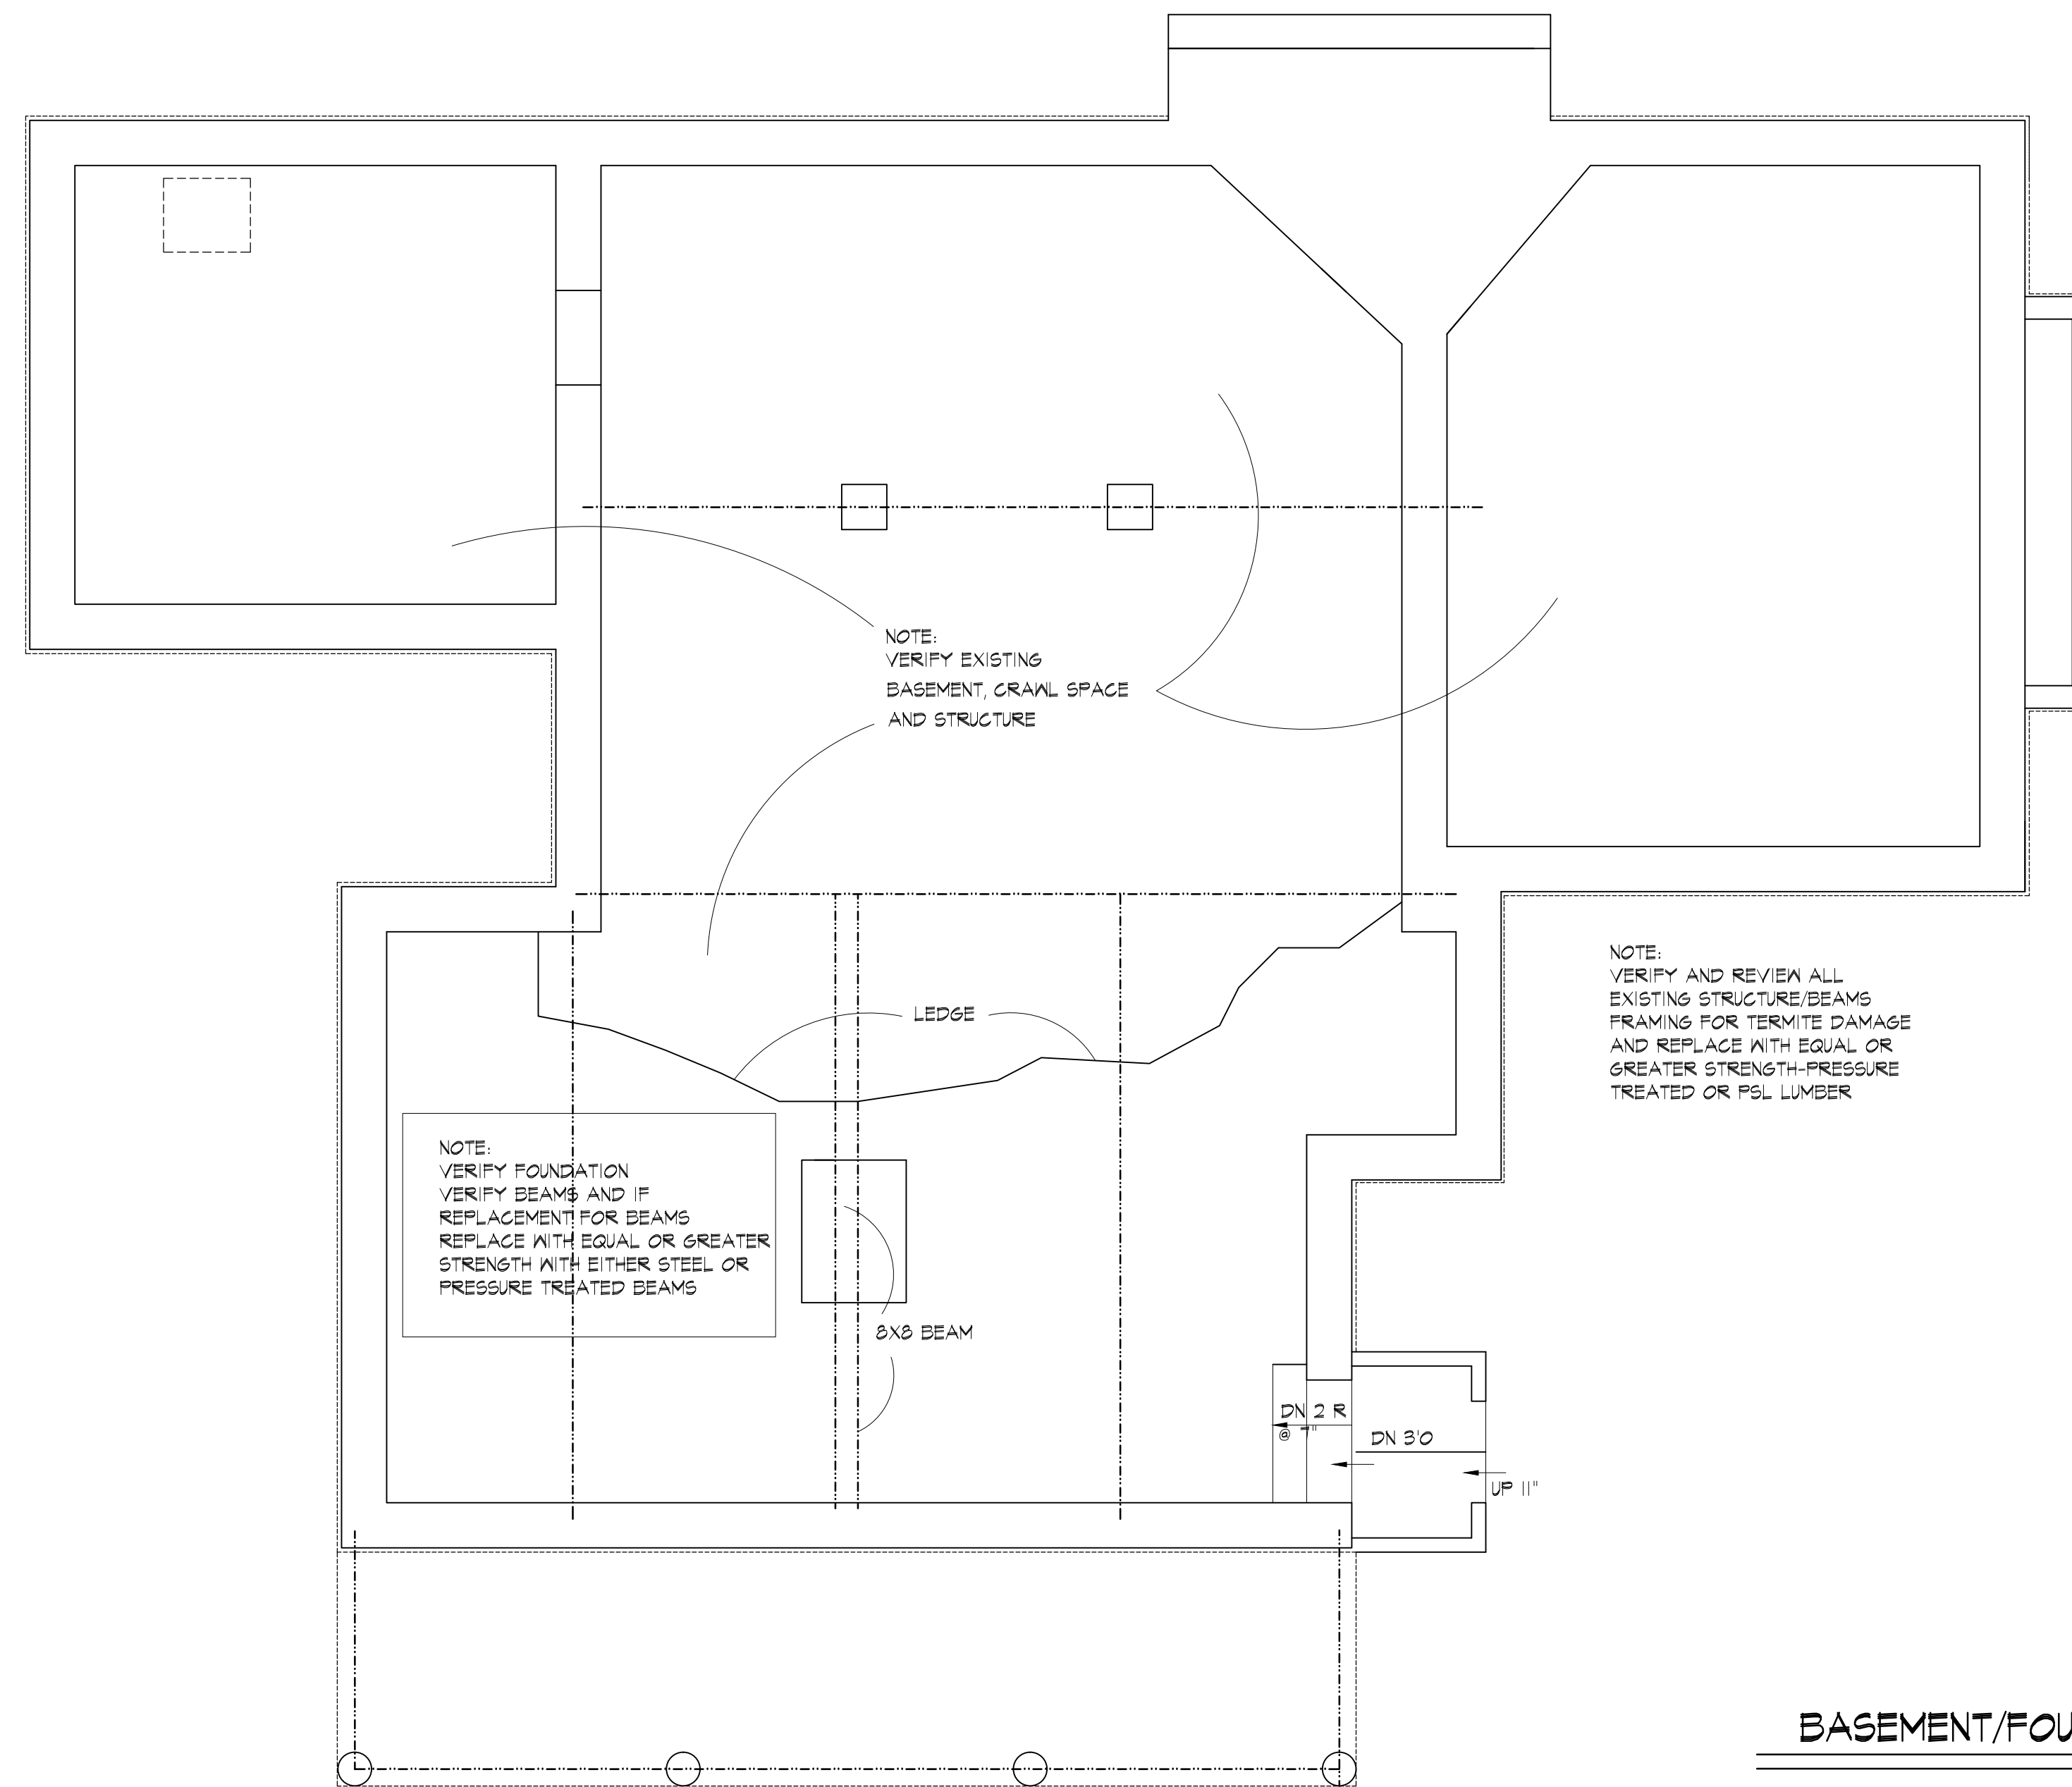 NOTE:
VERIFY EXISTING
BASEMENT, CRAWL SPACE
AND STRUCTURE
NOTE:
VERIFY AND REVIEW ALL
EXISTING STRUCTURE/BEAMS
FRAMING FOR TERMITE DAMAGE
AND REPLACE WITH EQUAL OR
GREATER STRENGTH-PRESSURE
TREATED OR PSL LUMBER
LEDGE
NOTE:
VERIFY FOUNDATION
VERIFY BEAMS AND IF
REPLACEMENT FOR BEAMS
REPLACE WITH EQUAL OR GREATER
STRENGTH WITH EITHER STEEL OR
PRESSURE TREATED BEAMS
8X8 BEAM
DN 2 R
@ 7"
DN 3'0
UP 11"
BASEMENT/FOU